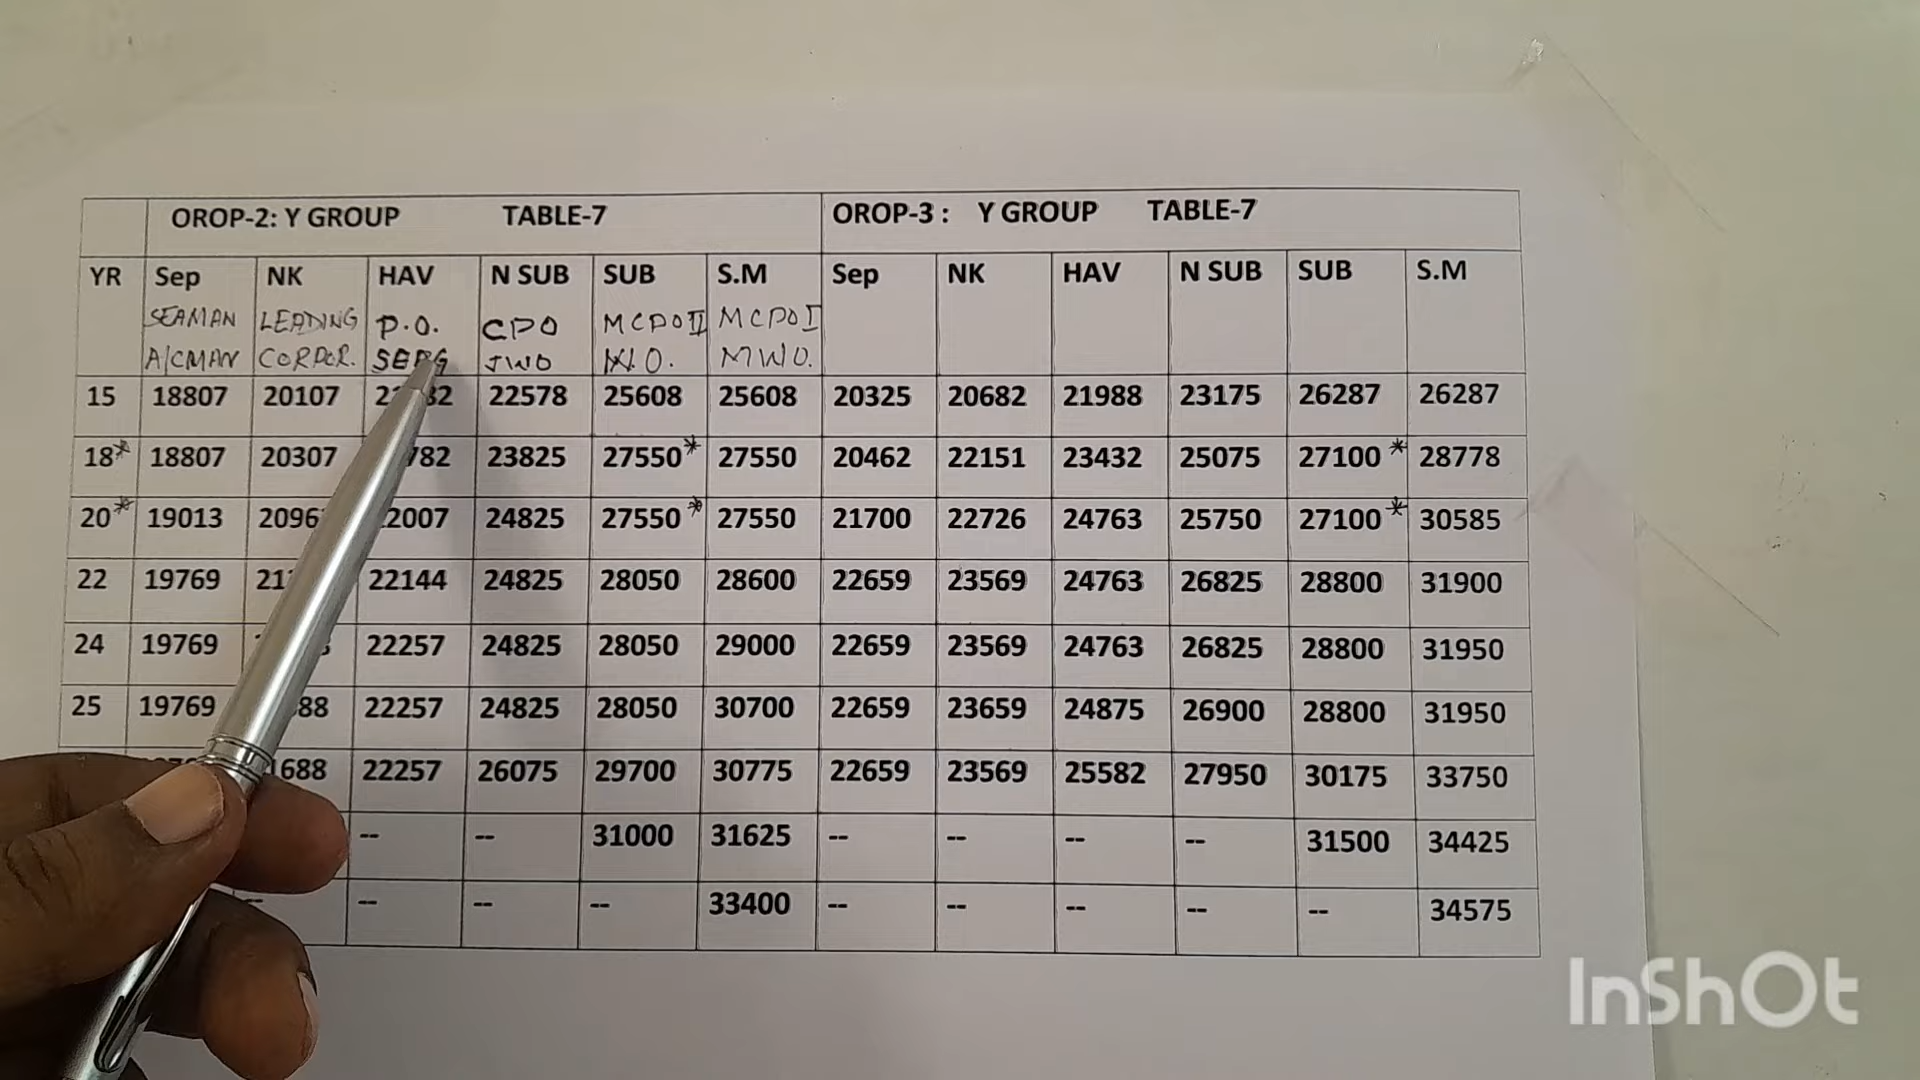 OROP-2: Y GROUP TABLE-7 OROP-3 : Y GROUP TABLE-7
YR Sep NK HAV N SUB SUB S.M Sep NK HAV N SUB SUB S.M
SEAMAN LEADING P.O. CPO MCPO II MCPO I
A/CMAN CORPOR. SERG JWO W.O. MWO.
15 18807 20107 22578 25608 25608 20325 20682 21988 23175 26287 26287
18* 18807 20307 23825 27550* 27550 20462 22151 23432 25075 27100* 28778
20* 19013 24825 27550* 27550 21700 22726 24763 25750 27100* 30585
22 19769 22144 24825 28050 28600 22659 23569 24763 26825 28800 31900
24 19769 22257 24825 28050 29000 22659 23569 24763 26825 28800 31950
25 19769 22257 24825 28050 30700 22659 23659 24875 26900 28800 31950
22257 26075 29700 30775 22659 23569 25582 27950 30175 33750
-- -- 31000 31625 -- -- -- -- 31500 34425
-- -- -- -- 33400 -- -- -- -- -- 34575
InShOt